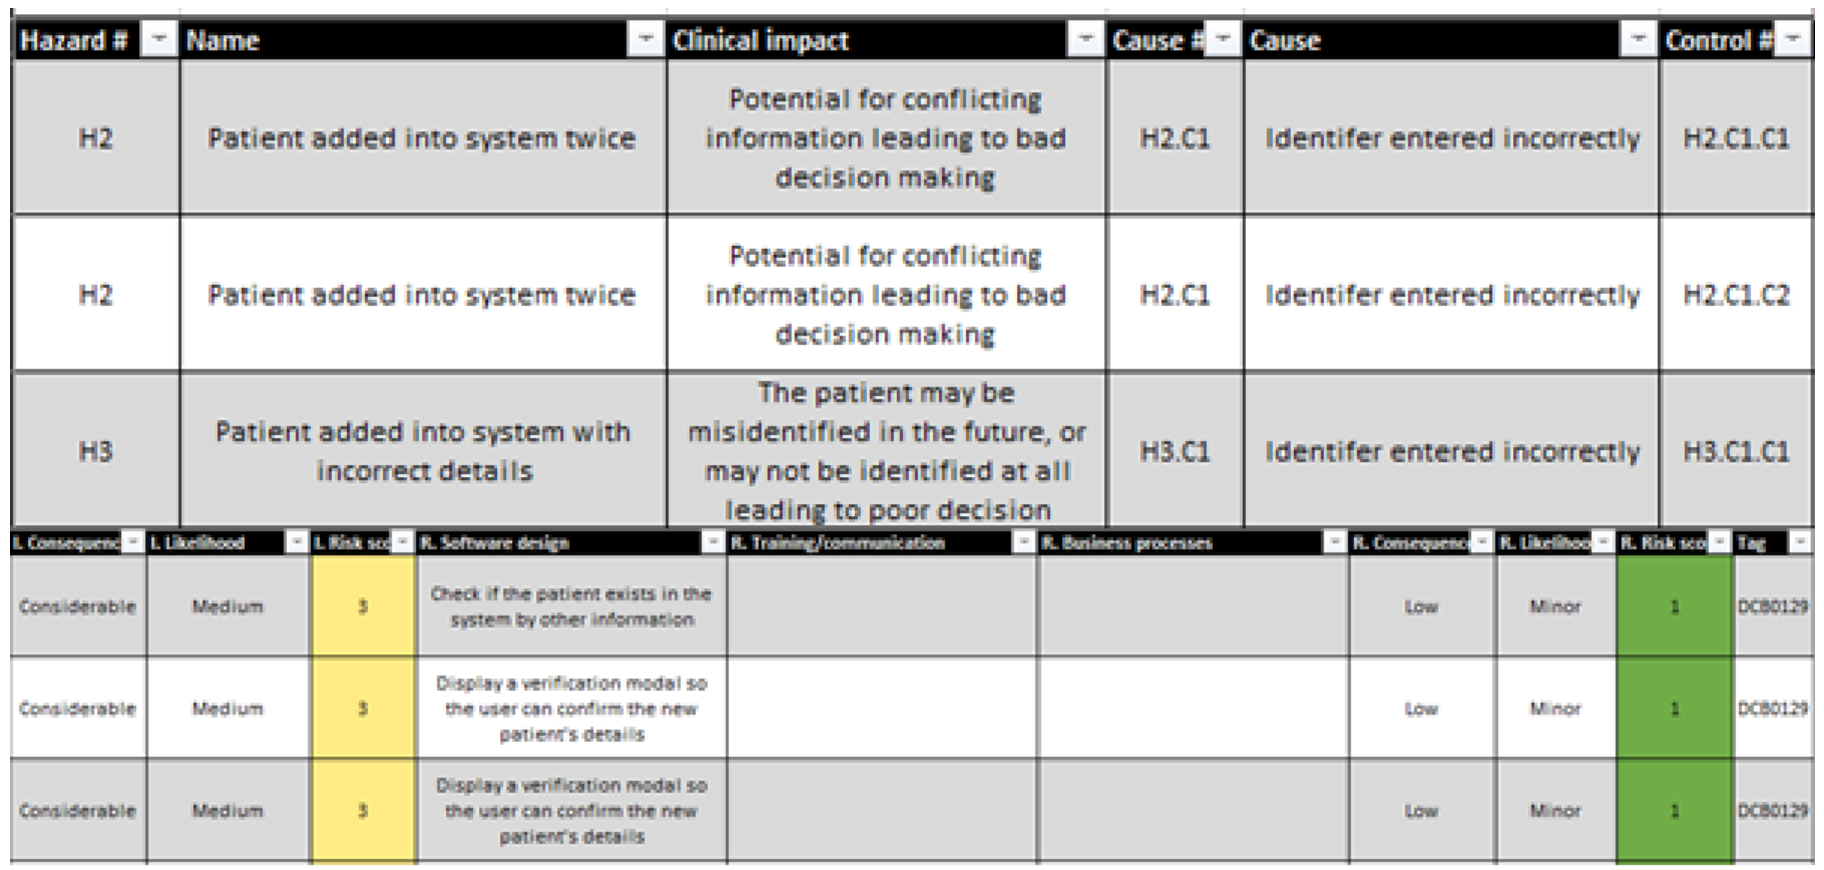 Hazard # Name Clinical impact Cause # Cause Control #
Potential for conflicting
H2 Patient added into system twice information leading to bad H2.C1 Identifer entered incorrectly H2.C1.C1
decision making
Potential for conflicting
H2 Patient added into system twice information leading to bad H2.C1 Identifer entered incorrectly H2.C1.C2
decision making
The patient may be
Patient added into system with misidentified in the future, or
H3 H3.C1 Identifer entered incorrectly H3.C1.C1
incorrect details may not be identified at all
leading to poor decision
I. Consequenc I. Likelihood I. Risk sco R. Software design R. Training/communication R. Business processes R. Consequenc R. Likelihoo R. Risk sco Tag
Check if the patient exists in the
Considerable Medium 3 Low Minor 1 DCB0129
system by other information
Display a verification modal so
Considerable Medium 3 the user can confirm the new Low Minor 1 DCB0129
patient's details
Display a verification modal so
Considerable Medium 3 the user can confirm the new Low Minor 1 DCB0129
patient's details